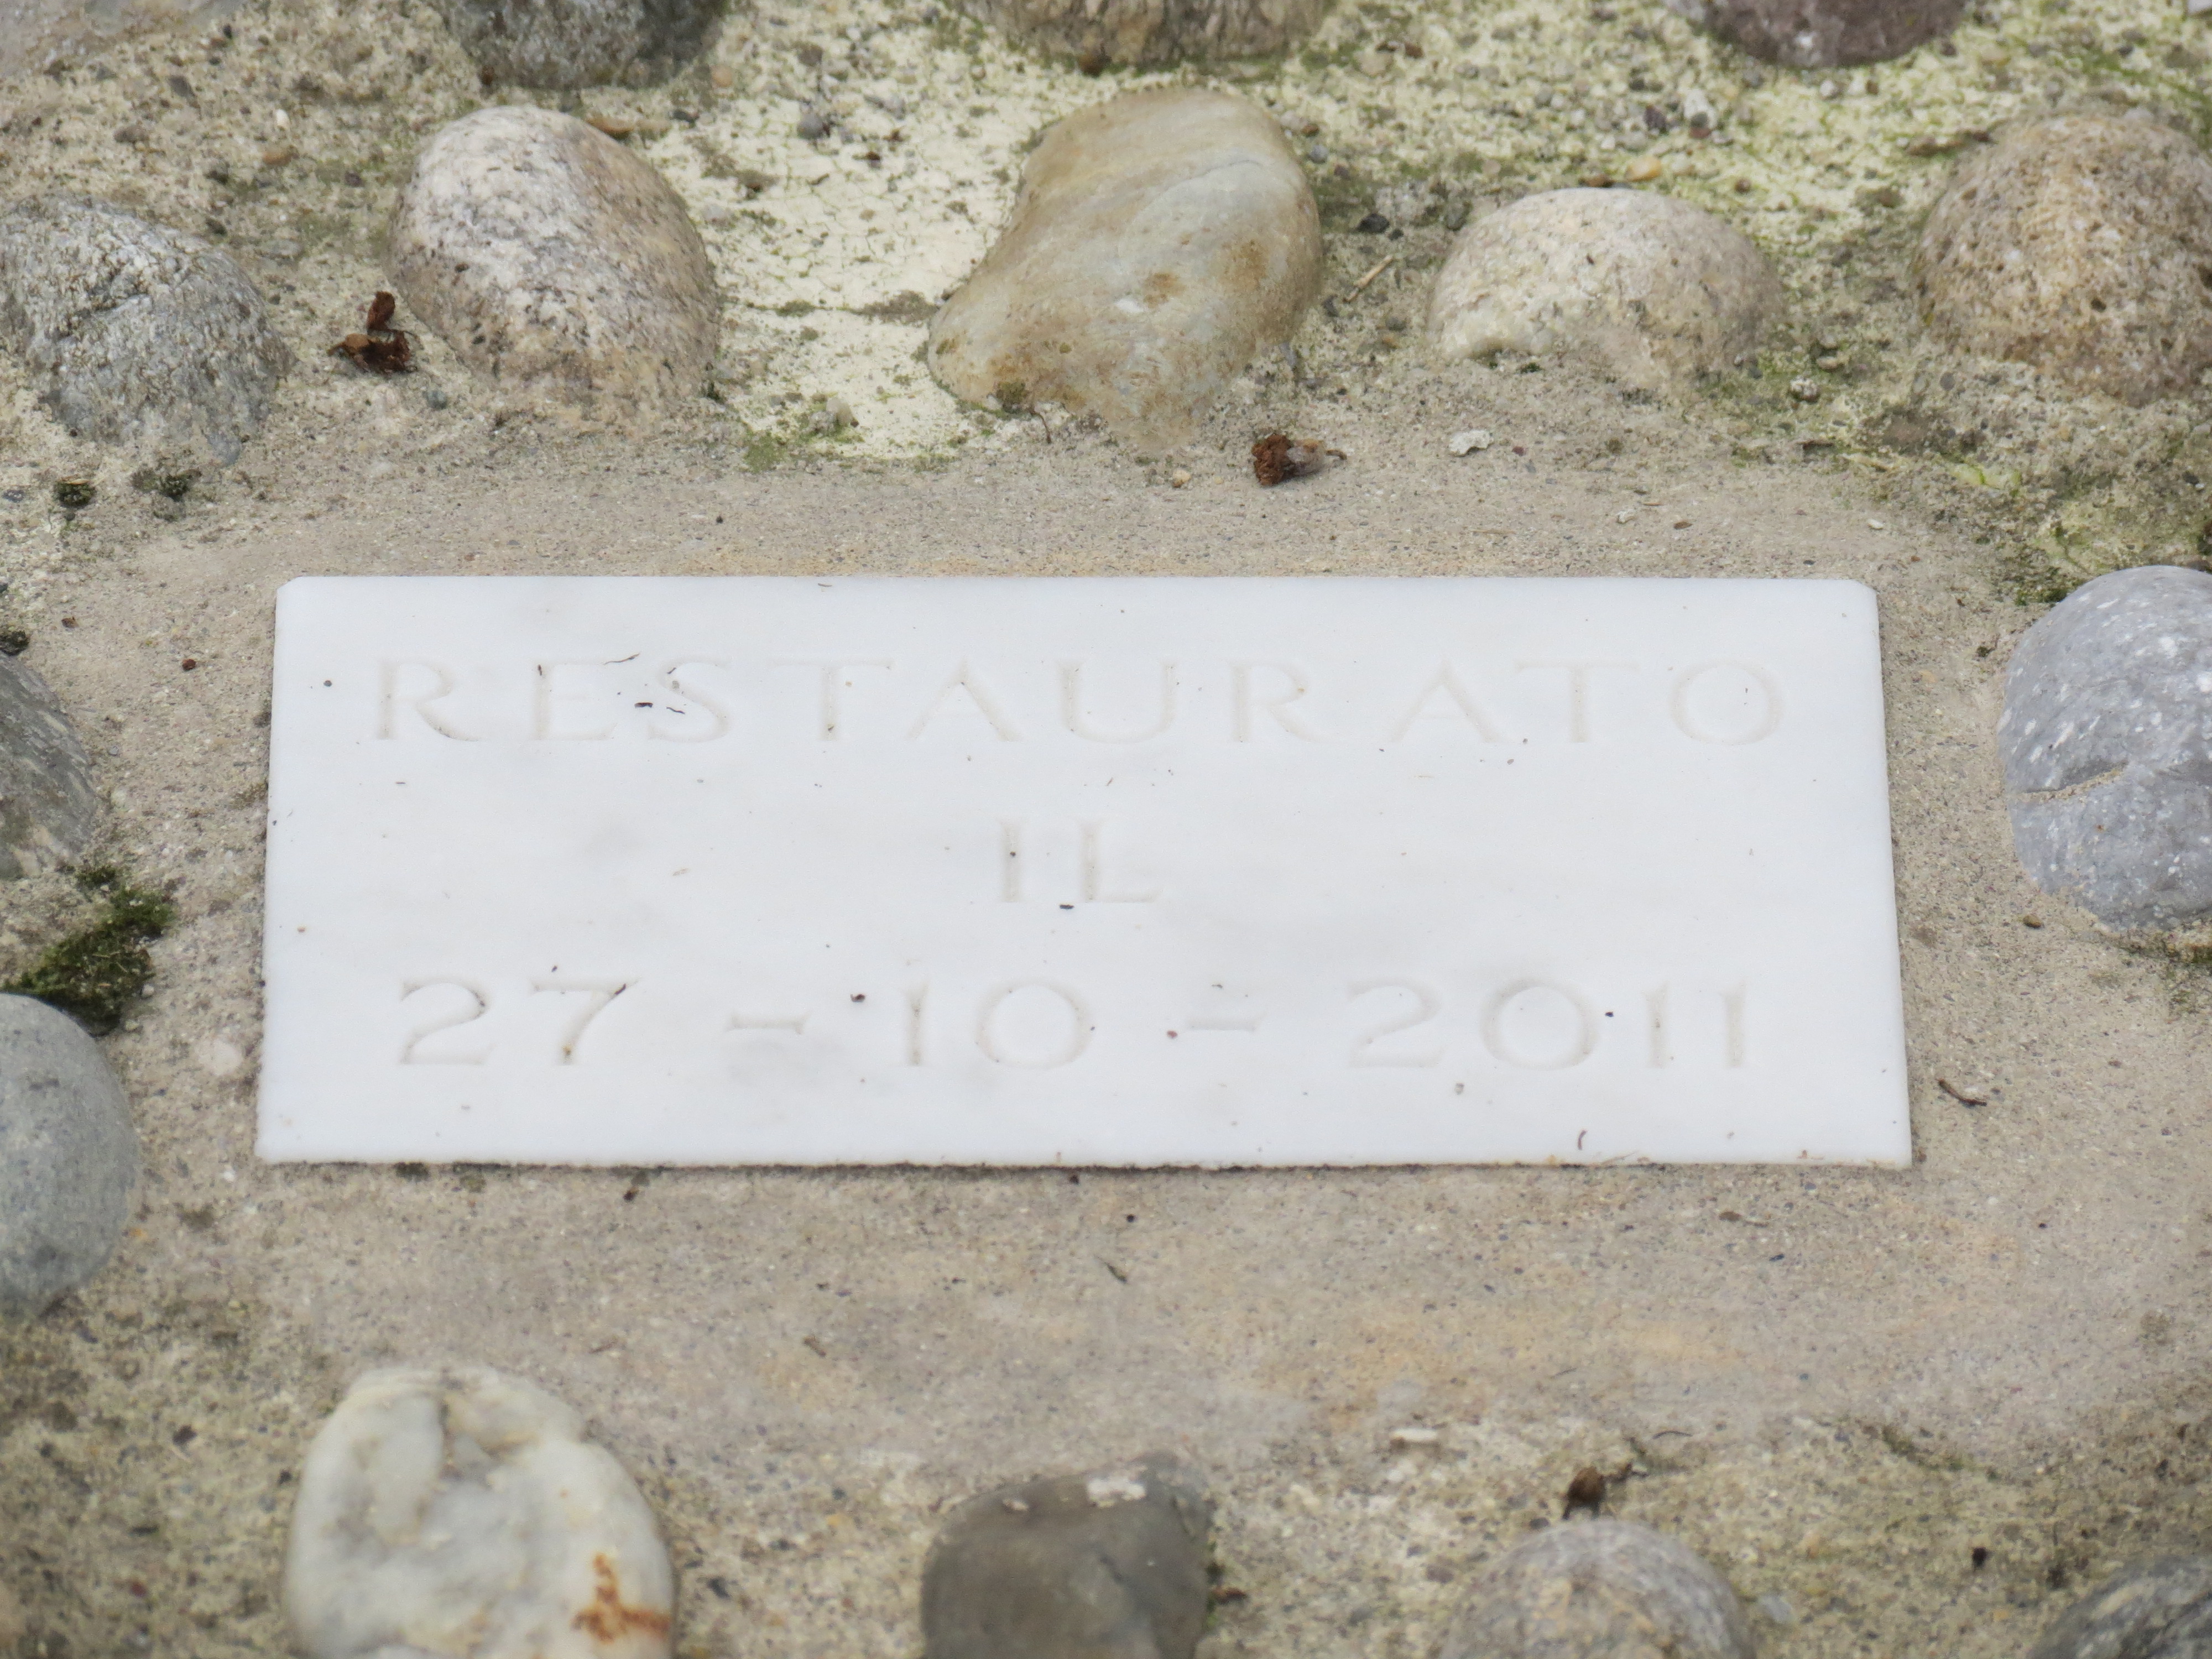 RESTAURATO
IL
27 - 10 - 2011